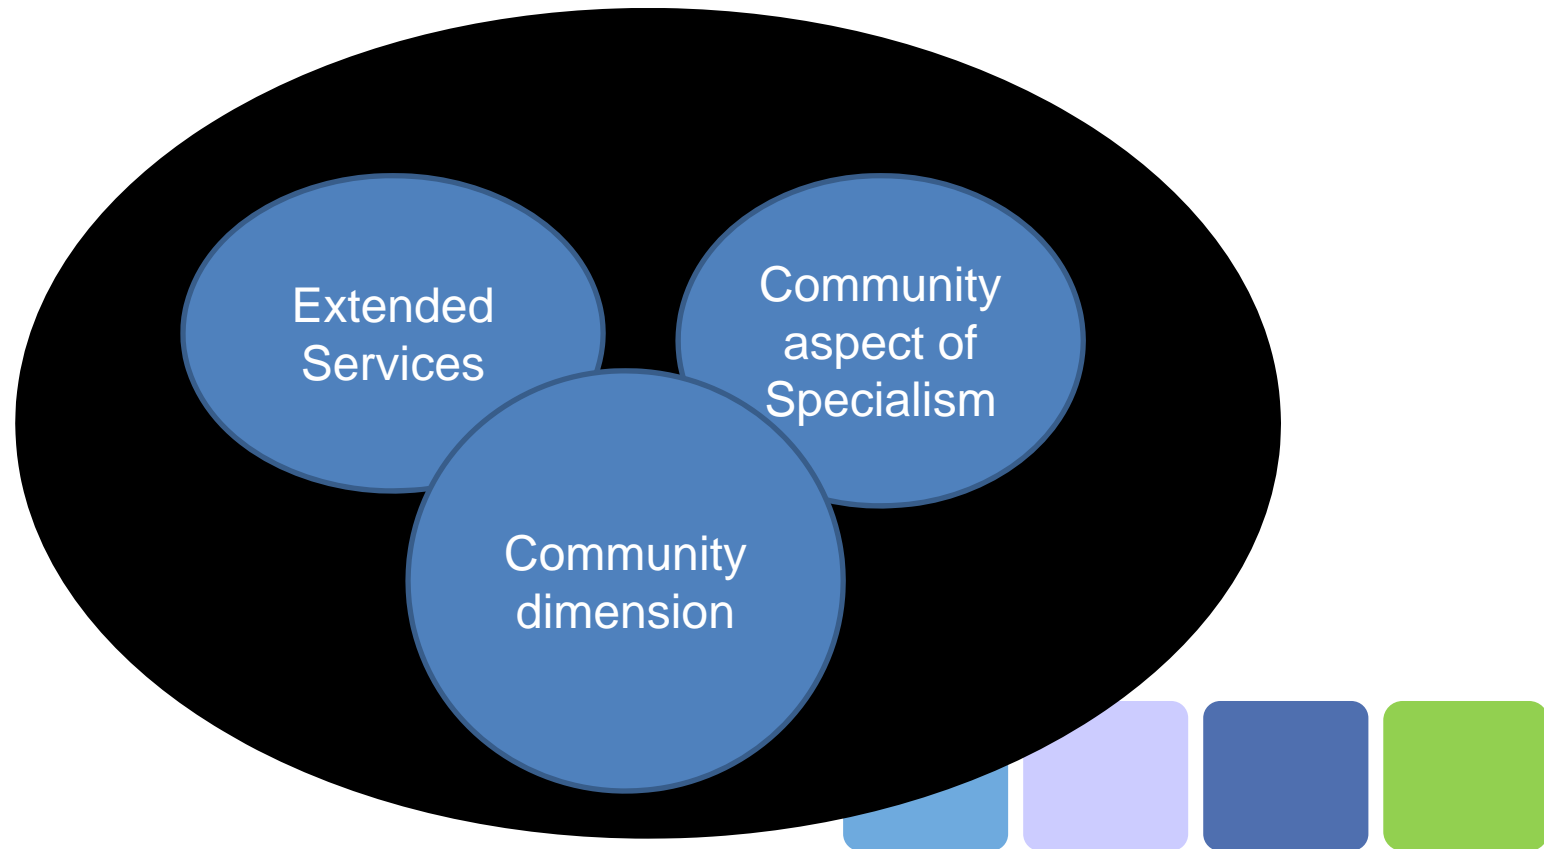 Extended
Services
Community
aspect of
Specialism
Community
dimension